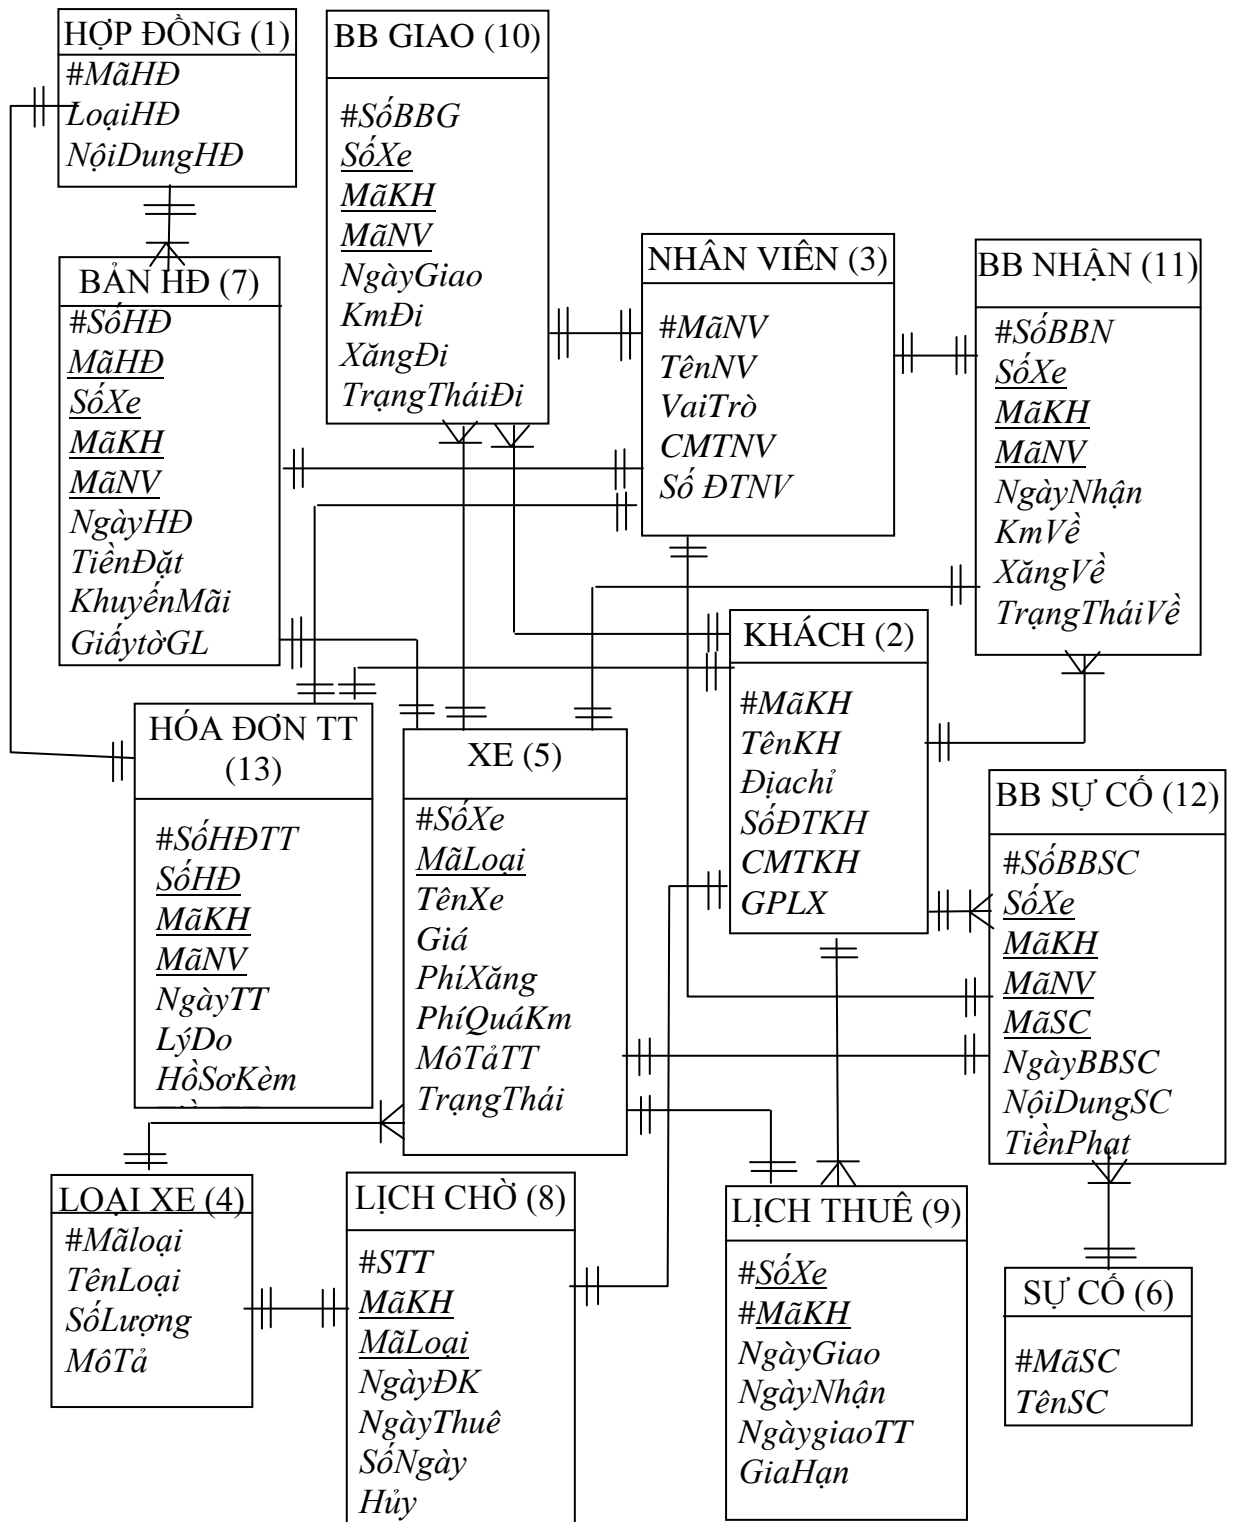 HỢP ĐỒNG (1)
#MãHĐ
LoạiHĐ
NộiDungHĐ
BB GIAO (10)
#SốBBG
SốXe
MãKH
MãNV
NgàyGiao
KmĐi
XăngĐi
TrạngTháiĐi
BẢN HĐ (7)
#SốHĐ
MãHĐ
SốXe
MãKH
MãNV
NgàyHĐ
TiềnĐặt
KhuyếnMãi
GiấytờGL
NHÂN VIÊN (3)
#MãNV
TênNV
VaiTrò
CMTNV
Số ĐTNV
BB NHẬN (11)
#SốBBN
SốXe
MãKH
MãNV
NgàyNhận
KmVề
XăngVề
TrạngTháiVề
KHÁCH (2)
#MãKH
TênKH
Địachỉ
SốĐTKH
CMTKH
GPLX
HÓA ĐƠN TT
(13)
#SốHĐTT
SốHĐ
MãKH
MãNV
NgàyTT
LýDo
HồSơKèm
XE (5)
#SốXe
MãLoại
TênXe
Giá
PhíXăng
PhíQuáKm
MôTảTT
TrạngThái
BB SỰ CỐ (12)
#SốBBSC
SốXe
MãKH
MãNV
MãSC
NgàyBBSC
NộiDungSC
TiềnPhạt
LOẠI XE (4)
#Mãloại
TênLoại
SốLượng
MôTả
LỊCH CHỜ (8)
#STT
MãKH
MãLoại
NgàyĐK
NgàyThuê
SốNgày
Hủy
LỊCH THUÊ (9)
#SốXe
#MãKH
NgàyGiao
NgàyNhận
NgàygiaoTT
GiaHạn
SỰ CỐ (6)
#MãSC
TênSC